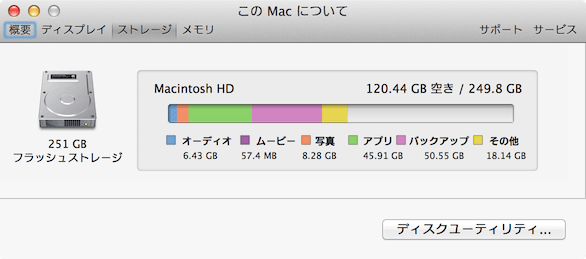 この Mac について
概要 ディスプレイ ストレージ メモリ サポート サービス
Macintosh HD 120.44 GB 空き / 249.8 GB
オーディオ ムービー 写真 アプリ バックアップ その他
6.43 GB 57.4 MB 8.28 GB 45.91 GB 50.55 GB 18.14 GB
251 GB
フラッシュストレージ
ディスクユーティリティ...